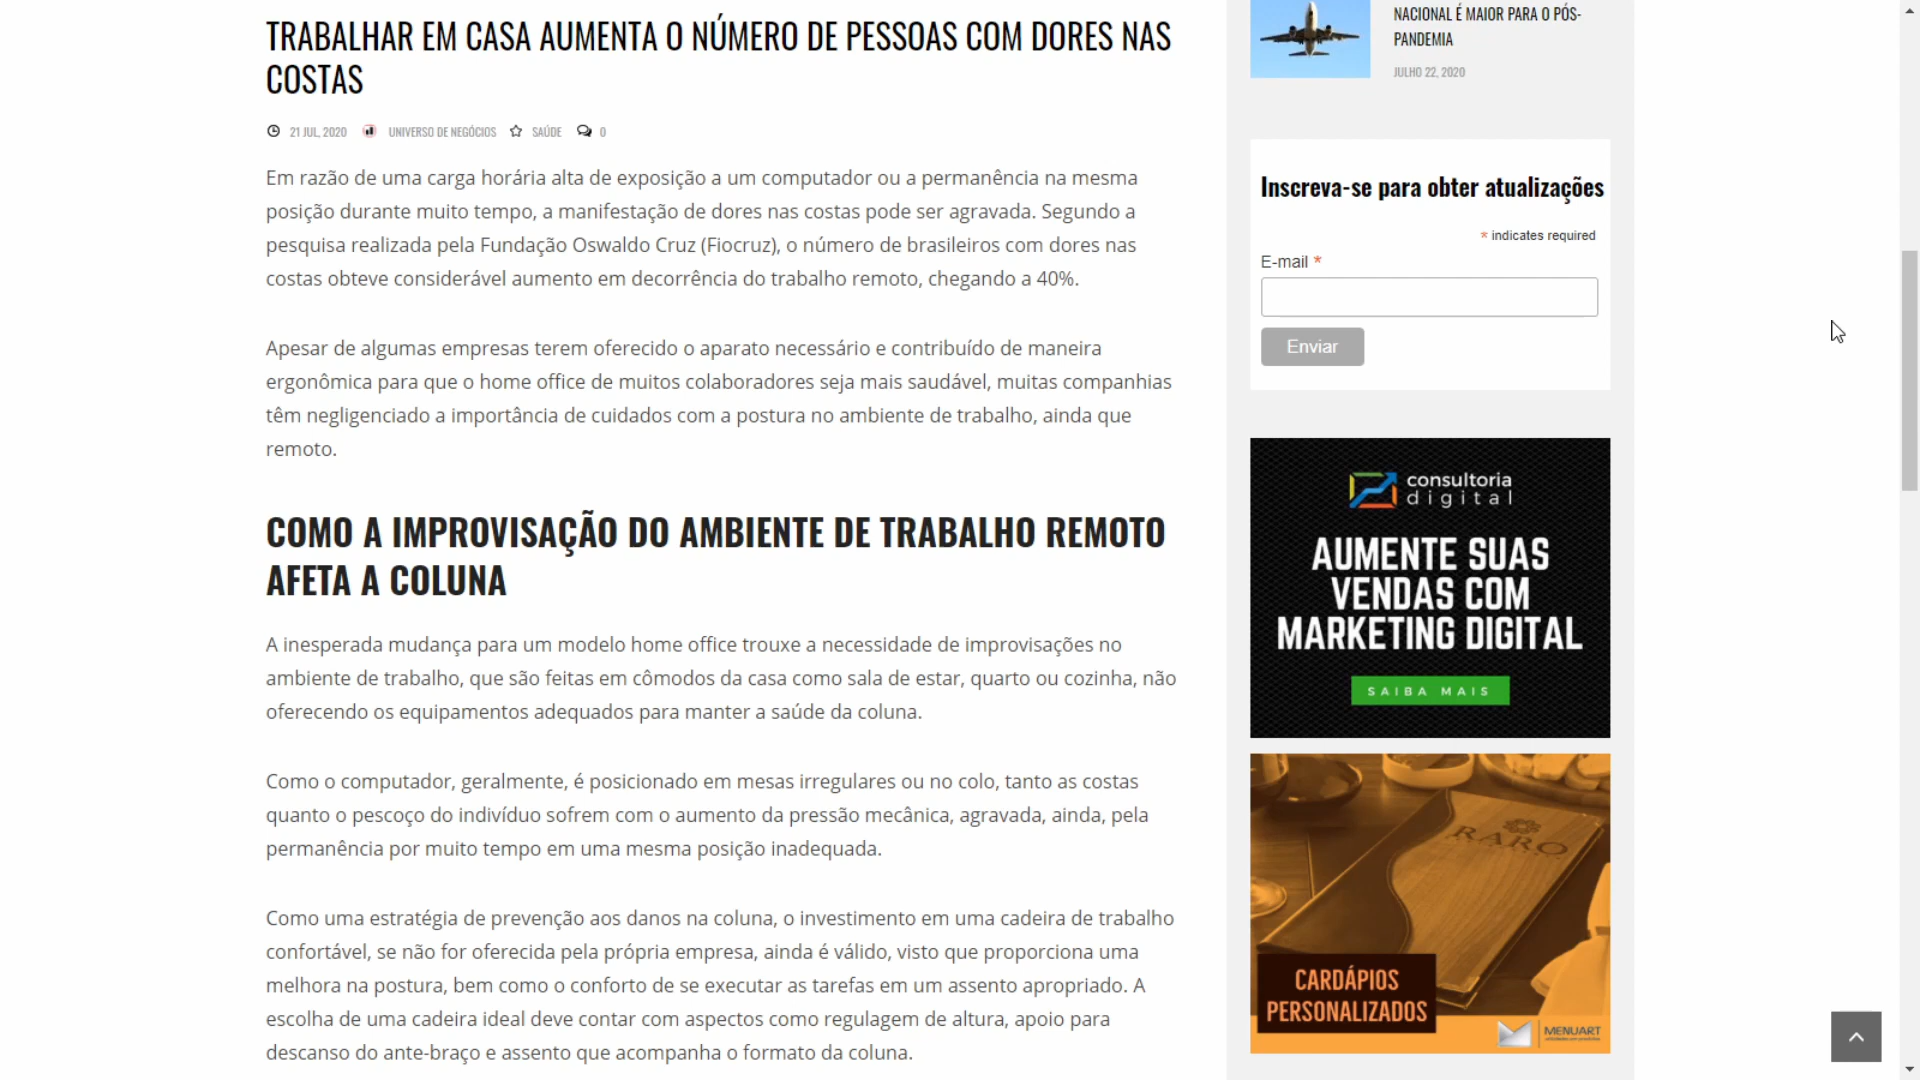 TRABALHAR EM CASA AUMENTA O NÚMERO DE PESSOAS COM DORES NAS
COSTAS
21 JUL, 2020 UNIVERSO DE NEGÓCIOS SAÚDE 0
Em razão de uma carga horária alta de exposição a um computador ou a permanência na mesma
posição durante muito tempo, a manifestação de dores nas costas pode ser agravada. Segundo a
pesquisa realizada pela Fundação Oswaldo Cruz (Fiocruz), o número de brasileiros com dores nas
costas obteve considerável aumento em decorrência do trabalho remoto, chegando a 40%.
Apesar de algumas empresas terem oferecido o aparato necessário e contribuído de maneira
ergonômica para que o home office de muitos colaboradores seja mais saudável, muitas companhias
têm negligenciado a importância de cuidados com a postura no ambiente de trabalho, ainda que
remoto.
COMO A IMPROVISAÇÃO DO AMBIENTE DE TRABALHO REMOTO
AFETA A COLUNA
A inesperada mudança para um modelo home office trouxe a necessidade de improvisações no
ambiente de trabalho, que são feitas em cômodos da casa como sala de estar, quarto ou cozinha, não
oferecendo os equipamentos adequados para manter a saúde da coluna.
Como o computador, geralmente, é posicionado em mesas irregulares ou no colo, tanto as costas
quanto o pescoço do indivíduo sofrem com o aumento da pressão mecânica, agravada, ainda, pela
permanência por muito tempo em uma mesma posição inadequada.
Como uma estratégia de prevenção aos danos na coluna, o investimento em uma cadeira de trabalho
confortável, se não for oferecida pela própria empresa, ainda é válido, visto que proporciona uma
melhora na postura, bem como o conforto de se executar as tarefas em um assento apropriado. A
escolha de uma cadeira ideal deve contar com aspectos como regulagem de altura, apoio para
descanso do ante-braço e assento que acompanha o formato da coluna.
NACIONAL É MAIOR PARA O PÓS-
PANDEMIA
JULHO 22, 2020
Inscreva-se para obter atualizações
* indicates required
E-mail *
Enviar
consultoria
digital
AUMENTE SUAS
VENDAS COM
MARKETING DIGITAL
SAIBA MAIS
RARO
CARDÁPIOS
PERSONALIZADOS
MENUART